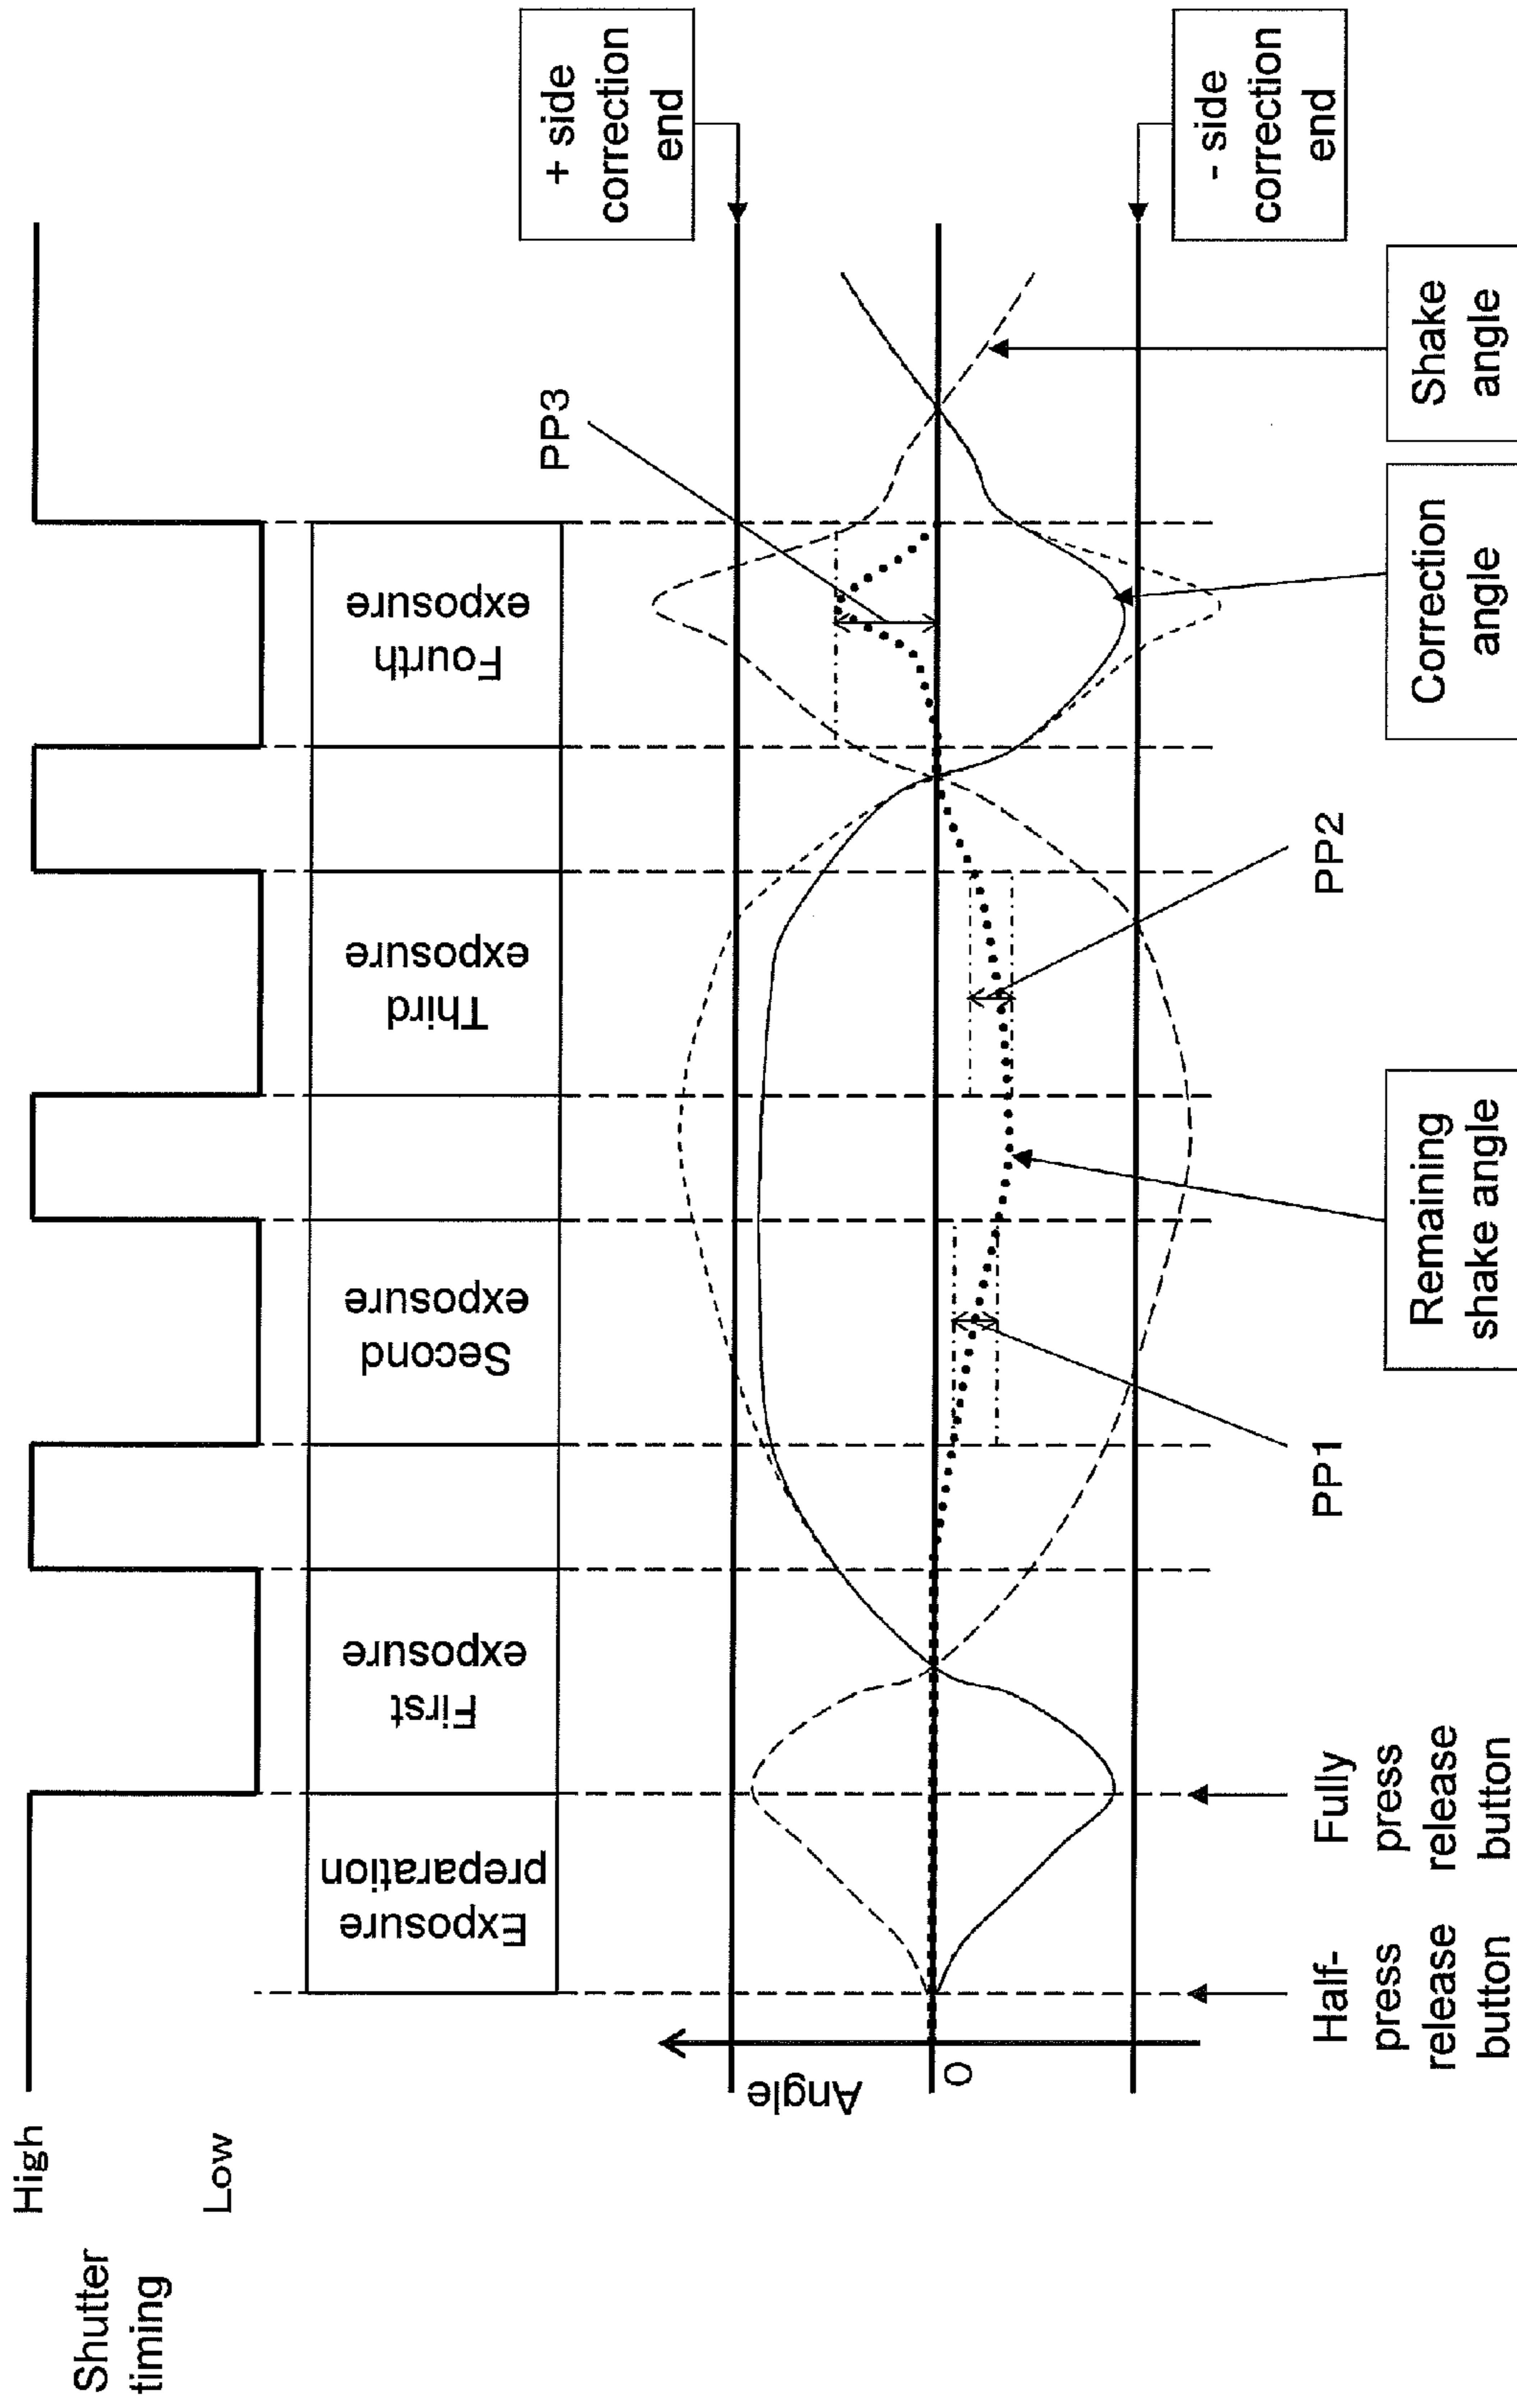 Shutter
timing
High
Low
Exposure
preparation
First
exposure
Second
exposure
Third
exposure
Fourth
exposure
Angle
O
+ side
correction
end
- side
correction
end
PP3
PP2
PP1
Shake
angle
Correction
angle
Remaining
shake angle
Half-
press
release
button
Fully
press
release
button